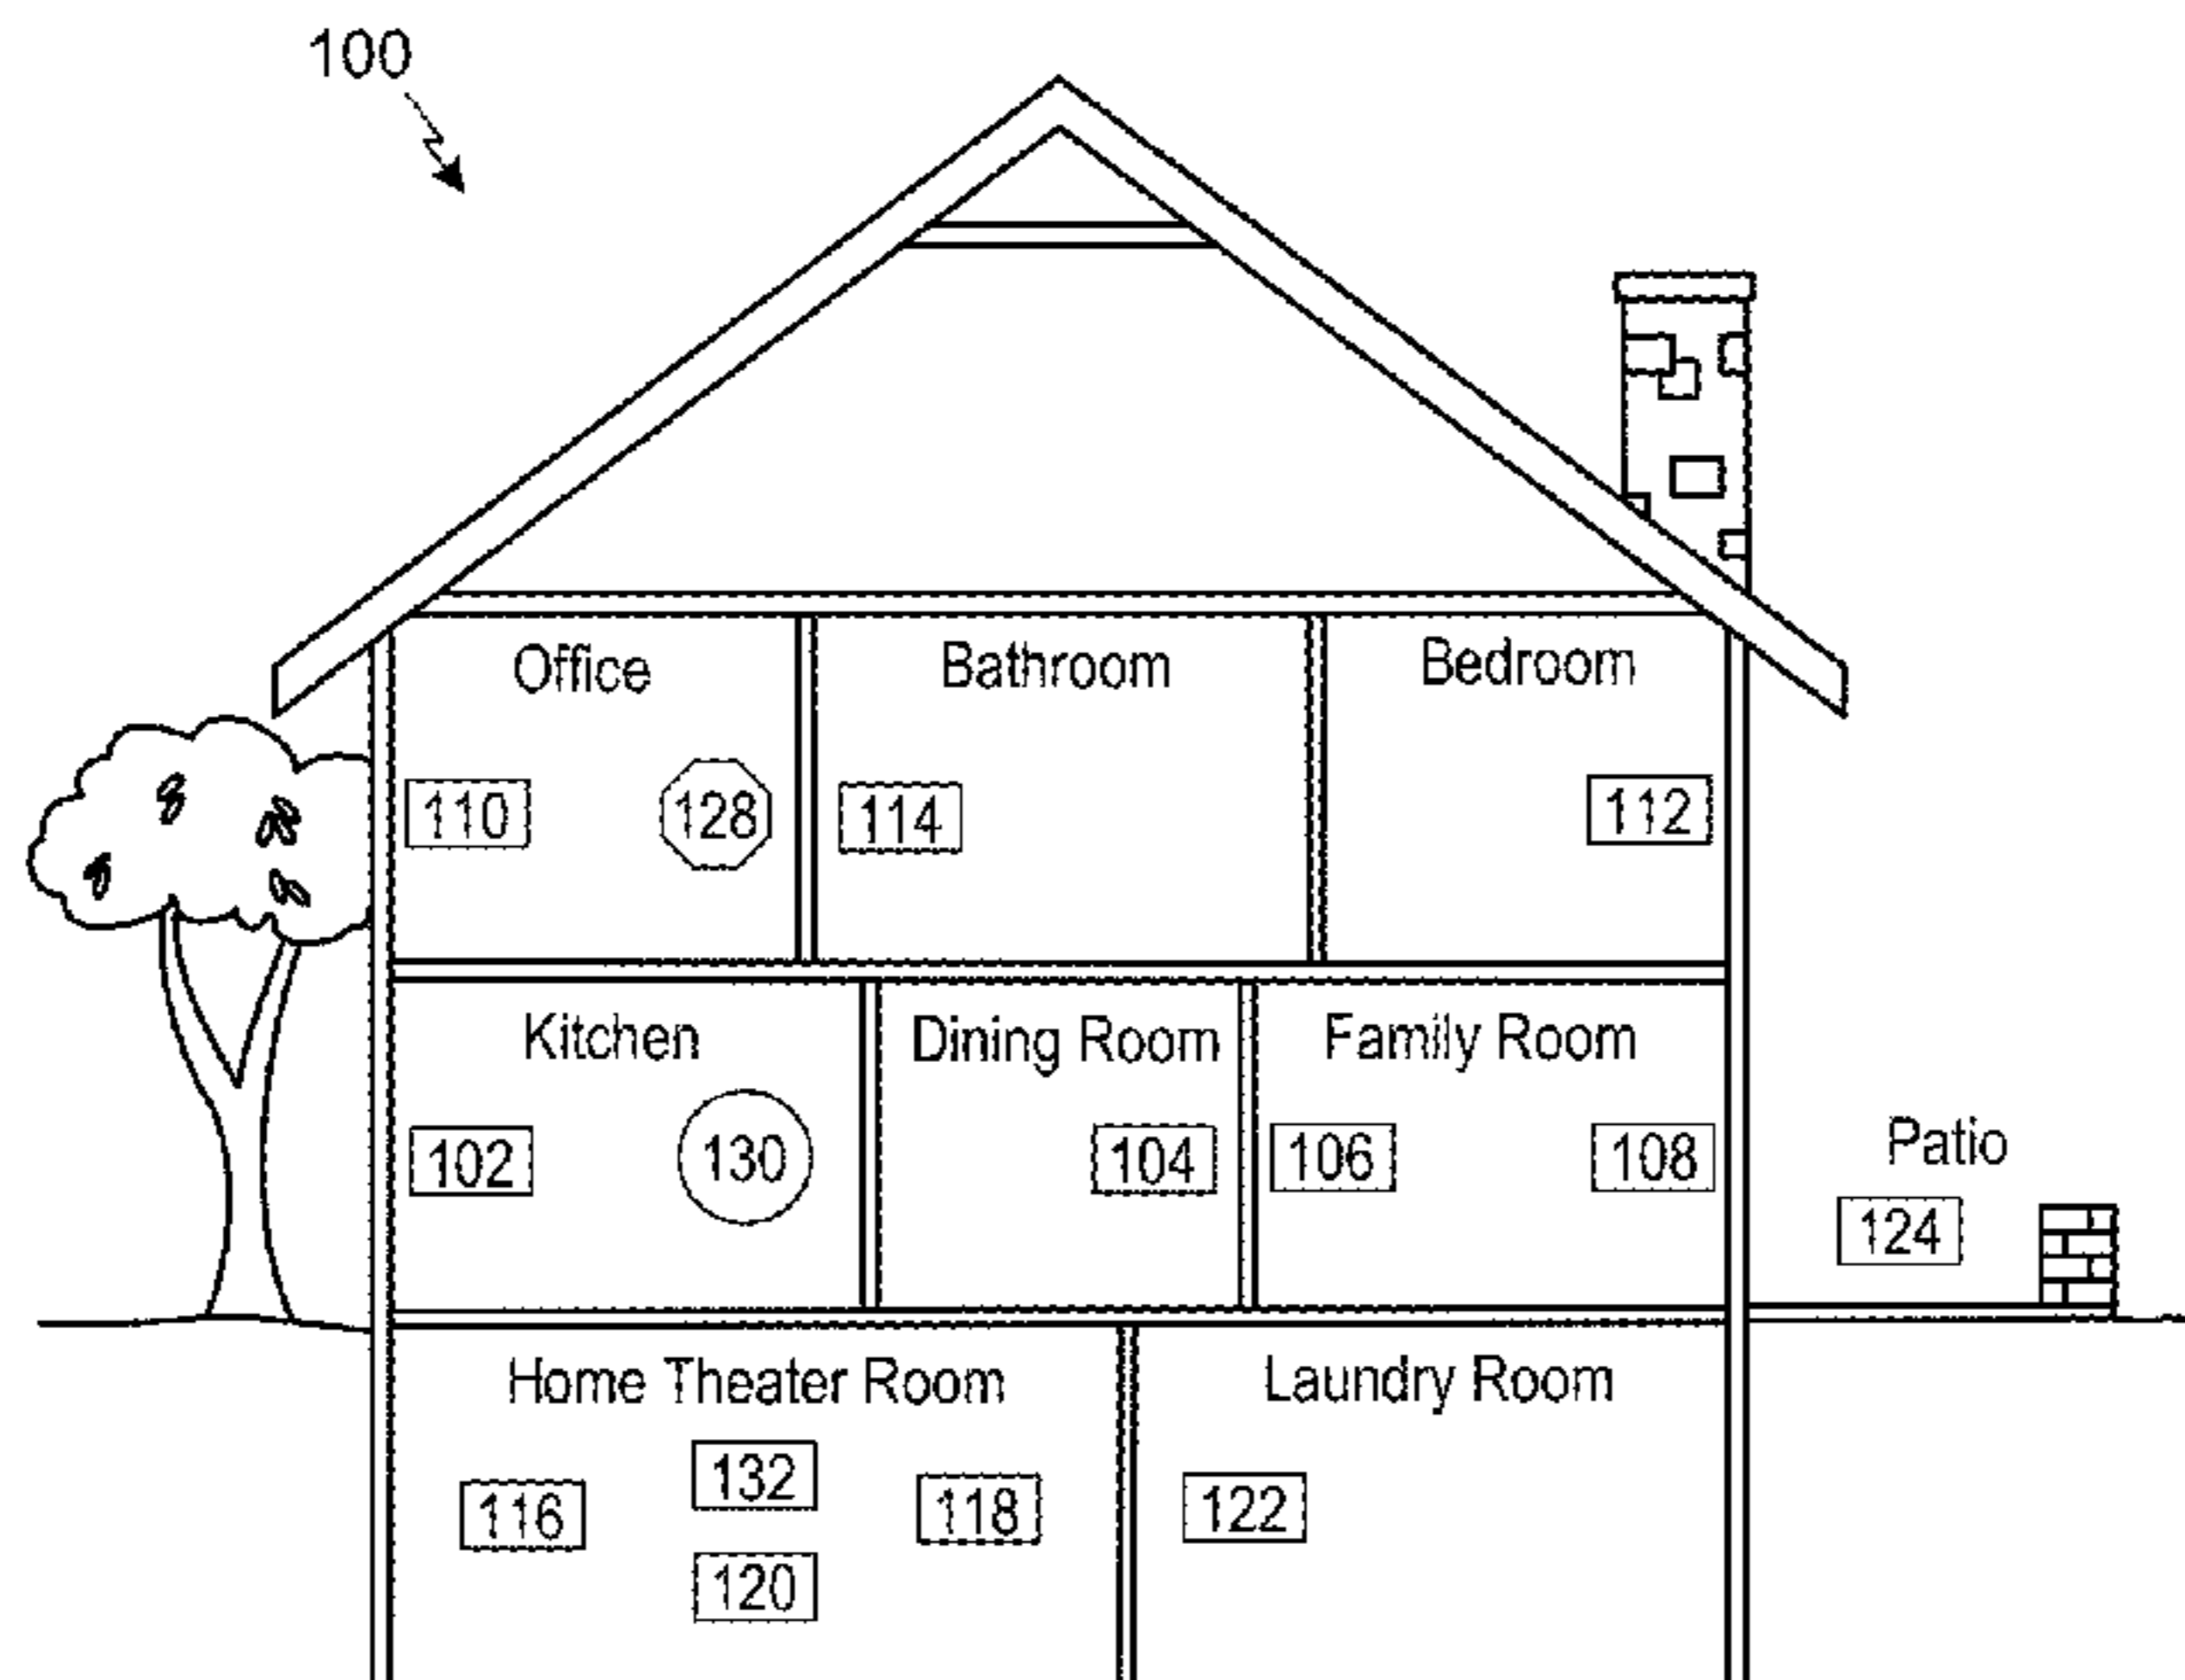 100
Office
Bathroom
Bedroom
110
128
114
112
Kitchen
Dining Room
Family Room
102
130
104
106
108
Patio
124
Home Theater Room
Laundry Room
116
132
118
122
120